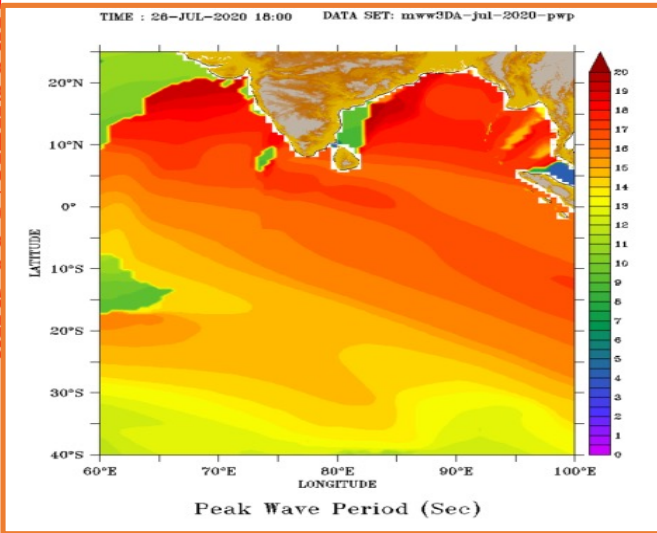 TIME : 26-JUL-2020 18:00 DATA SET: mww3DA-jul-2020-pwp
20°N
10°N
0°
10°S
20°S
30°S
40°S
LATITUDE
60°E 70°E 80°E 90°E 100°E
LONGITUDE
20
19
18
17
16
15
14
13
12
11
10
9
8
7
6
5
4
3
2
1
0
Peak Wave Period (Sec)